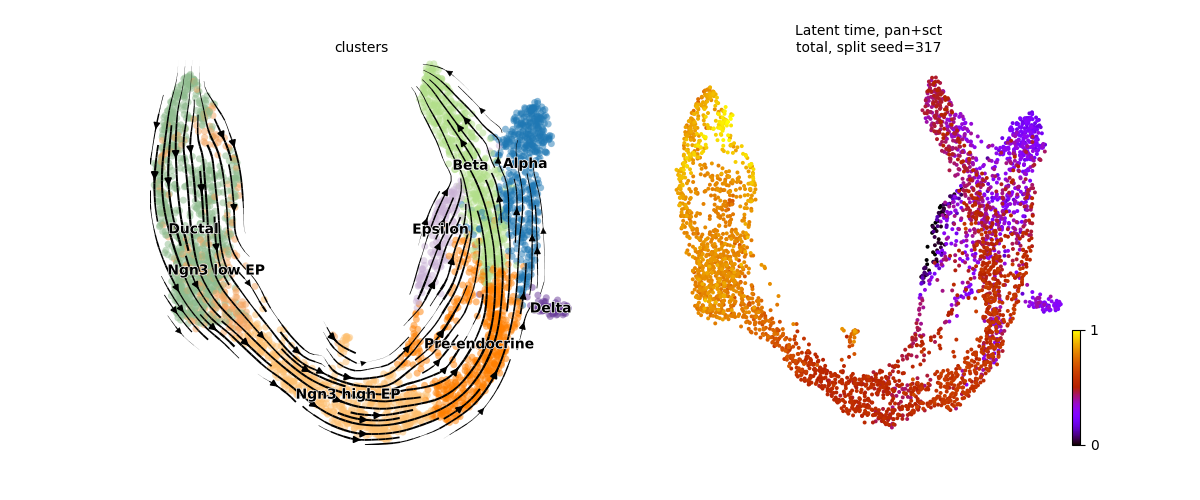 clusters
Beta
Alpha
Ductal
Epsilon
Ngn3 low EP
Delta
Pre-endocrine
Ngn3 high EP
Latent time, pan+sct
total, split seed=317
1
0